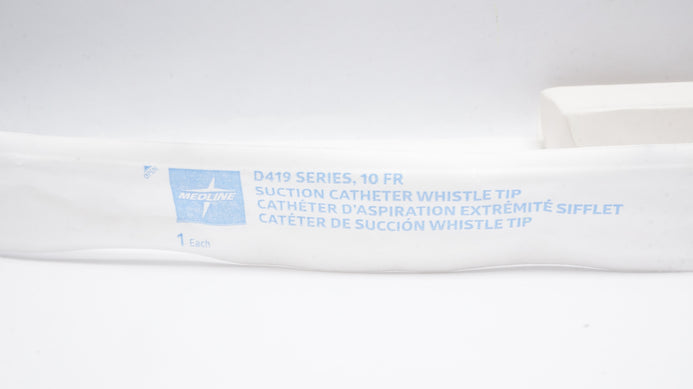 MEDLINE
D419 SERIES, 10 FR
SUCTION CATHETER WHISTLE TIP
CATHÉTER D'ASPIRATION EXTRÉMITÉ SIFFLET
CATÉTER DE SUCCIÓN WHISTLE TIP
1 Each